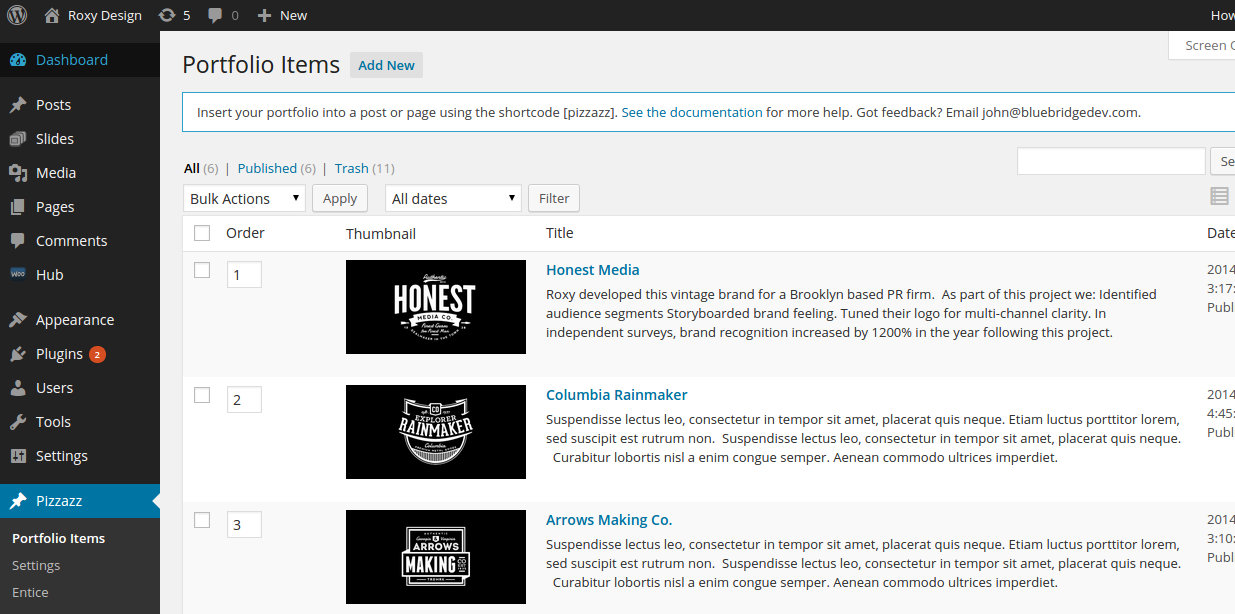 Roxy Design 5 0 New How
Screen
Dashboard
Posts
Slides
Media
Pages
Comments
Hub
Appearance
Plugins 2
Users
Tools
Settings
Pizzazz
Portfolio Items
Settings
Entice
Portfolio Items Add New
Insert your portfolio into a post or page using the shortcode [pizzazz]. See the documentation for more help. Got feedback? Email john@bluebridgedev.com.
All (6) | Published (6) | Trash (11)
Se
Bulk Actions Apply All dates Filter
Order Thumbnail Title Date
1
Authentic
HONEST
MEDIA CO.
Honest Media
Roxy developed this vintage brand for a Brooklyn based PR firm. As part of this project we: Identified
audience segments Storyboarded brand feeling. Tuned their logo for multi-channel clarity. In
independent surveys, brand recognition increased by 1200% in the year following this project.
2014
3:17:
Publ
2
CO
EXPLORER
RAINMAKER
Columbia
Columbia Rainmaker
Suspendisse lectus leo, consectetur in tempor sit amet, placerat quis neque. Etiam luctus porttitor lorem,
sed suscipit est rutrum non. Suspendisse lectus leo, consectetur in tempor sit amet, placerat quis neque.
Curabitur lobortis nisl a enim congue semper. Aenean commodo ultrices imperdiet.
2014
4:45:
Publ
3
AUTHENTIC
ARROWS
MAKING
Arrows Making Co.
Suspendisse lectus leo, consectetur in tempor sit amet, placerat quis neque. Etiam luctus porttitor lorem,
sed suscipit est rutrum non. Suspendisse lectus leo, consectetur in tempor sit amet, placerat quis neque.
Curabitur lobortis nisl a enim congue semper. Aenean commodo ultrices imperdiet.
2014
3:10:
Publ